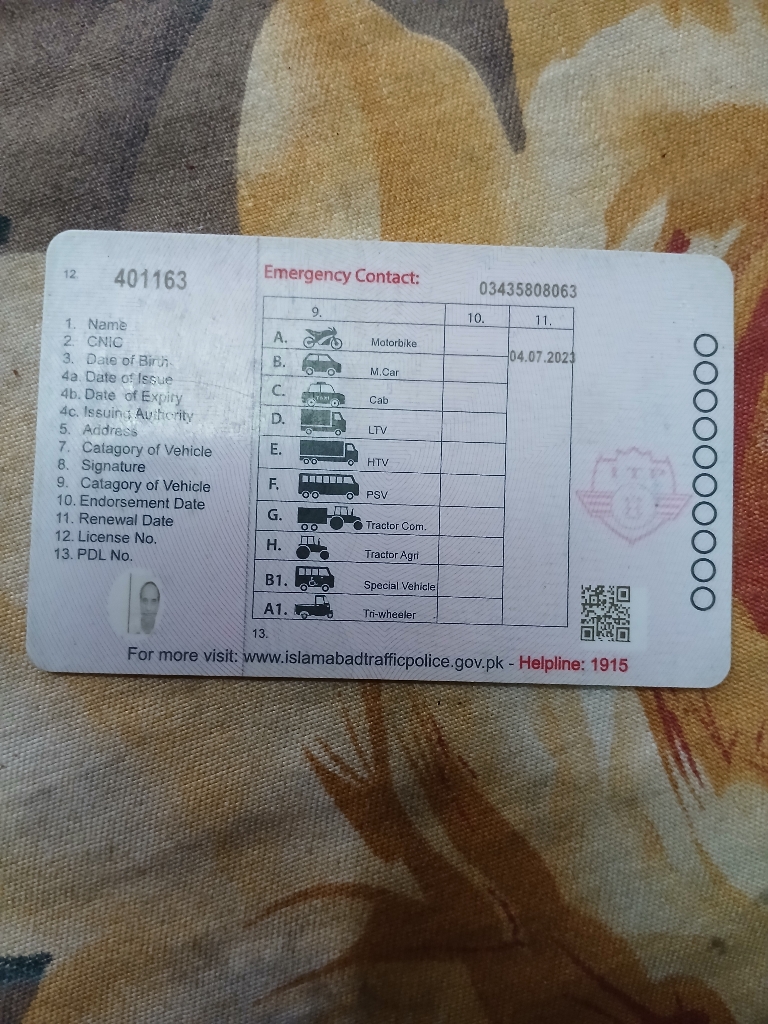 12. 401163
1. Name
2. CNIC
3. Date of Birth
4a. Date of Issue
4b. Date of Expiry
4c. Issuing Authority
5. Address
7. Catagory of Vehicle
8. Signature
9. Catagory of Vehicle
10. Endorsement Date
11. Renewal Date
12. License No.
13. PDL No.
Emergency Contact: 03435808063
9. 10. 11.
A. Motorbike
B. M.Car 04.07.2023
C. TAXI Cab
D. LTV
E. HTV
F. PSV
G. Tractor Com.
H. Tractor Agri
B1. Special Vehicle
A1. Tri-wheeler
13.
ITP
For more visit: www.islamabadtrafficpolice.gov.pk - Helpline: 1915